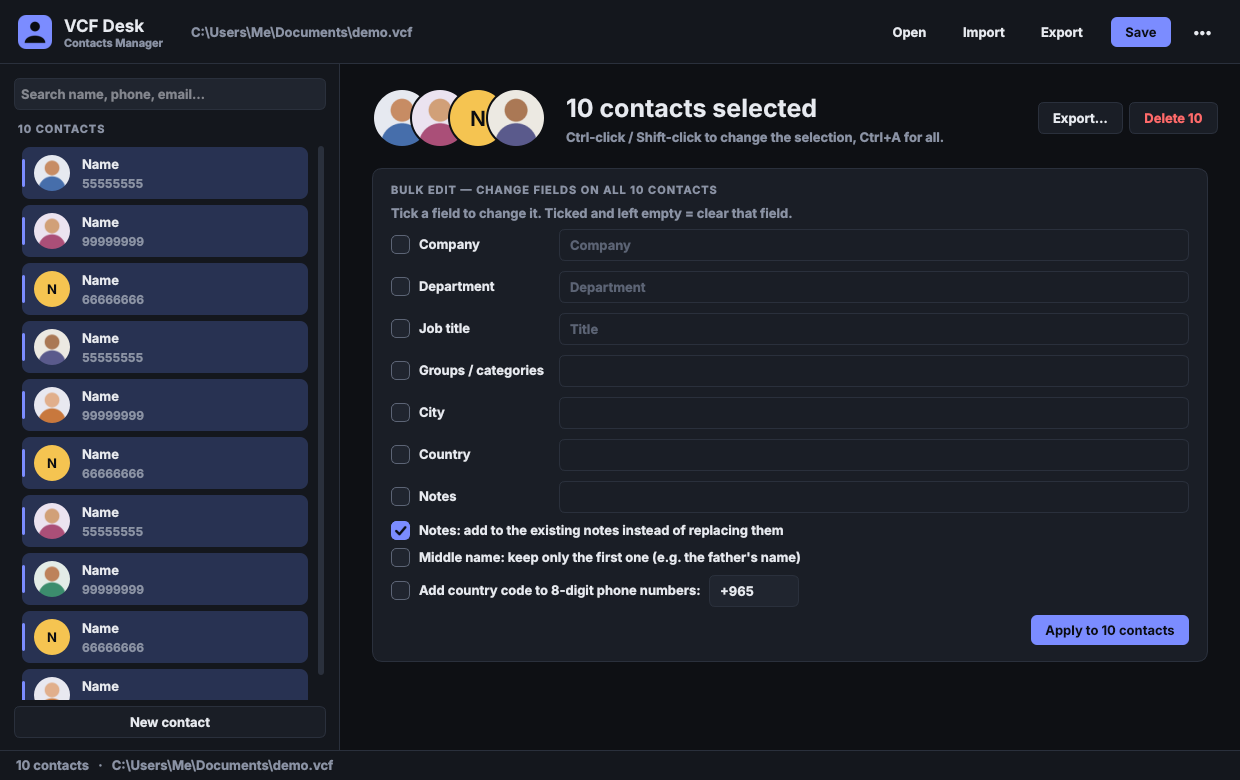 VCF Desk
Contacts Manager
C:\Users\Me\Documents\demo.vcf
Open
Import
Export
Save
•••
Search name, phone, email...
10 CONTACTS
Name
55555555
Name
99999999
N
Name
66666666
Name
55555555
Name
99999999
N
Name
66666666
Name
55555555
Name
99999999
N
Name
66666666
Name
New contact
N
10 contacts selected
Ctrl-click / Shift-click to change the selection, Ctrl+A for all.
Export...
Delete 10
BULK EDIT — CHANGE FIELDS ON ALL 10 CONTACTS
Tick a field to change it. Ticked and left empty = clear that field.
Company
Company
Department
Department
Job title
Title
Groups / categories
City
Country
Notes
Notes: add to the existing notes instead of replacing them
Middle name: keep only the first one (e.g. the father's name)
Add country code to 8-digit phone numbers:
+965
Apply to 10 contacts
10 contacts · C:\Users\Me\Documents\demo.vcf